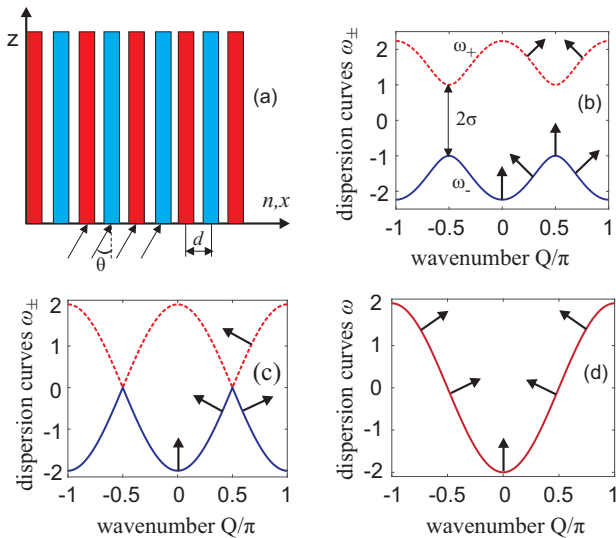 z
(a)
n,x
θ
d
dispersion curves ω±
2
1
0
-1
-2
ω+
(b)
2σ
ω-
-1
-0.5
0
0.5
1
wavenumber Q/π
dispersion curves ω±
2
1
0
-1
-2
(c)
-1
-0.5
0
0.5
1
wavenumber Q/π
dispersion curves ω
2
1
0
-1
-2
(d)
-1
-0.5
0
0.5
1
wavenumber Q/π